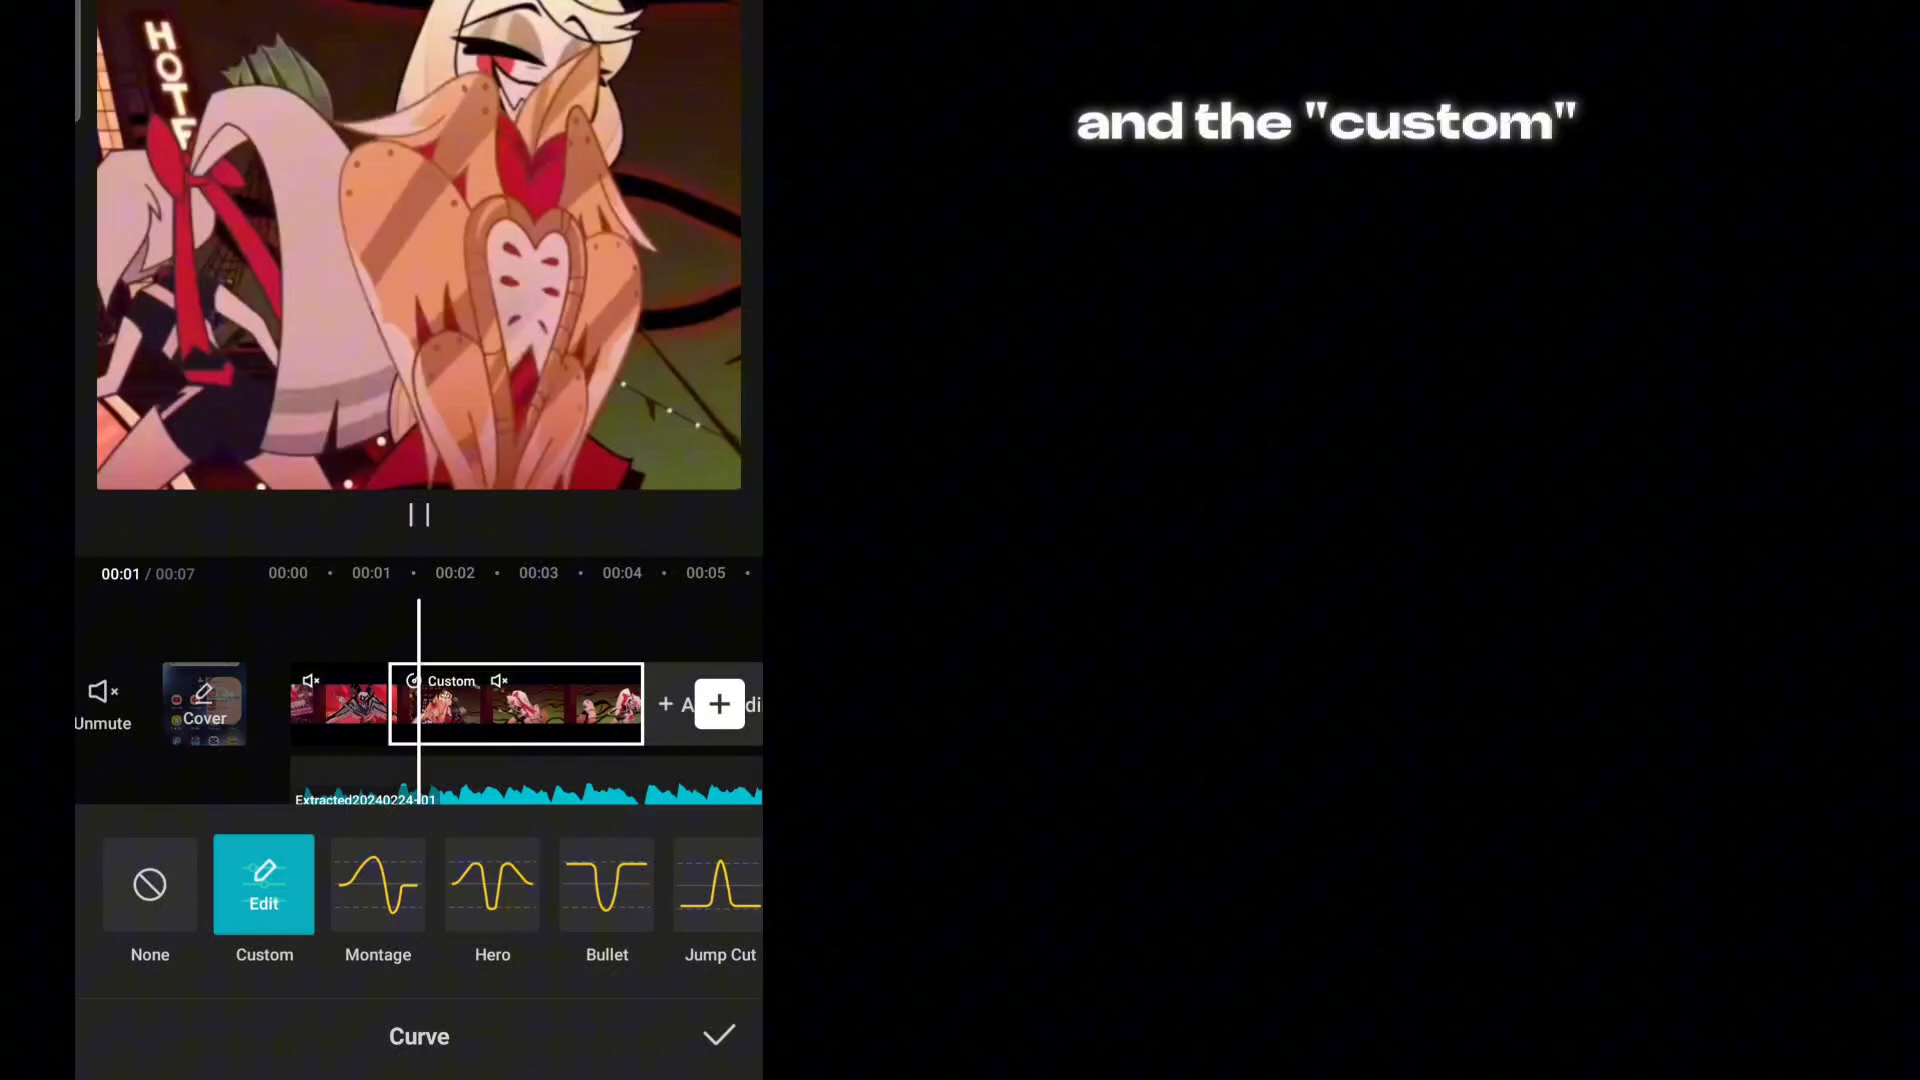 HOTE
and the "custom"
00:01 / 00:07
00:00 00:01 00:02 00:03 00:04 00:05
Custom
Unmute
Cover
+ A
Extracted20240224-01
Edit
None Custom Montage Hero Bullet Jump Cut
Curve